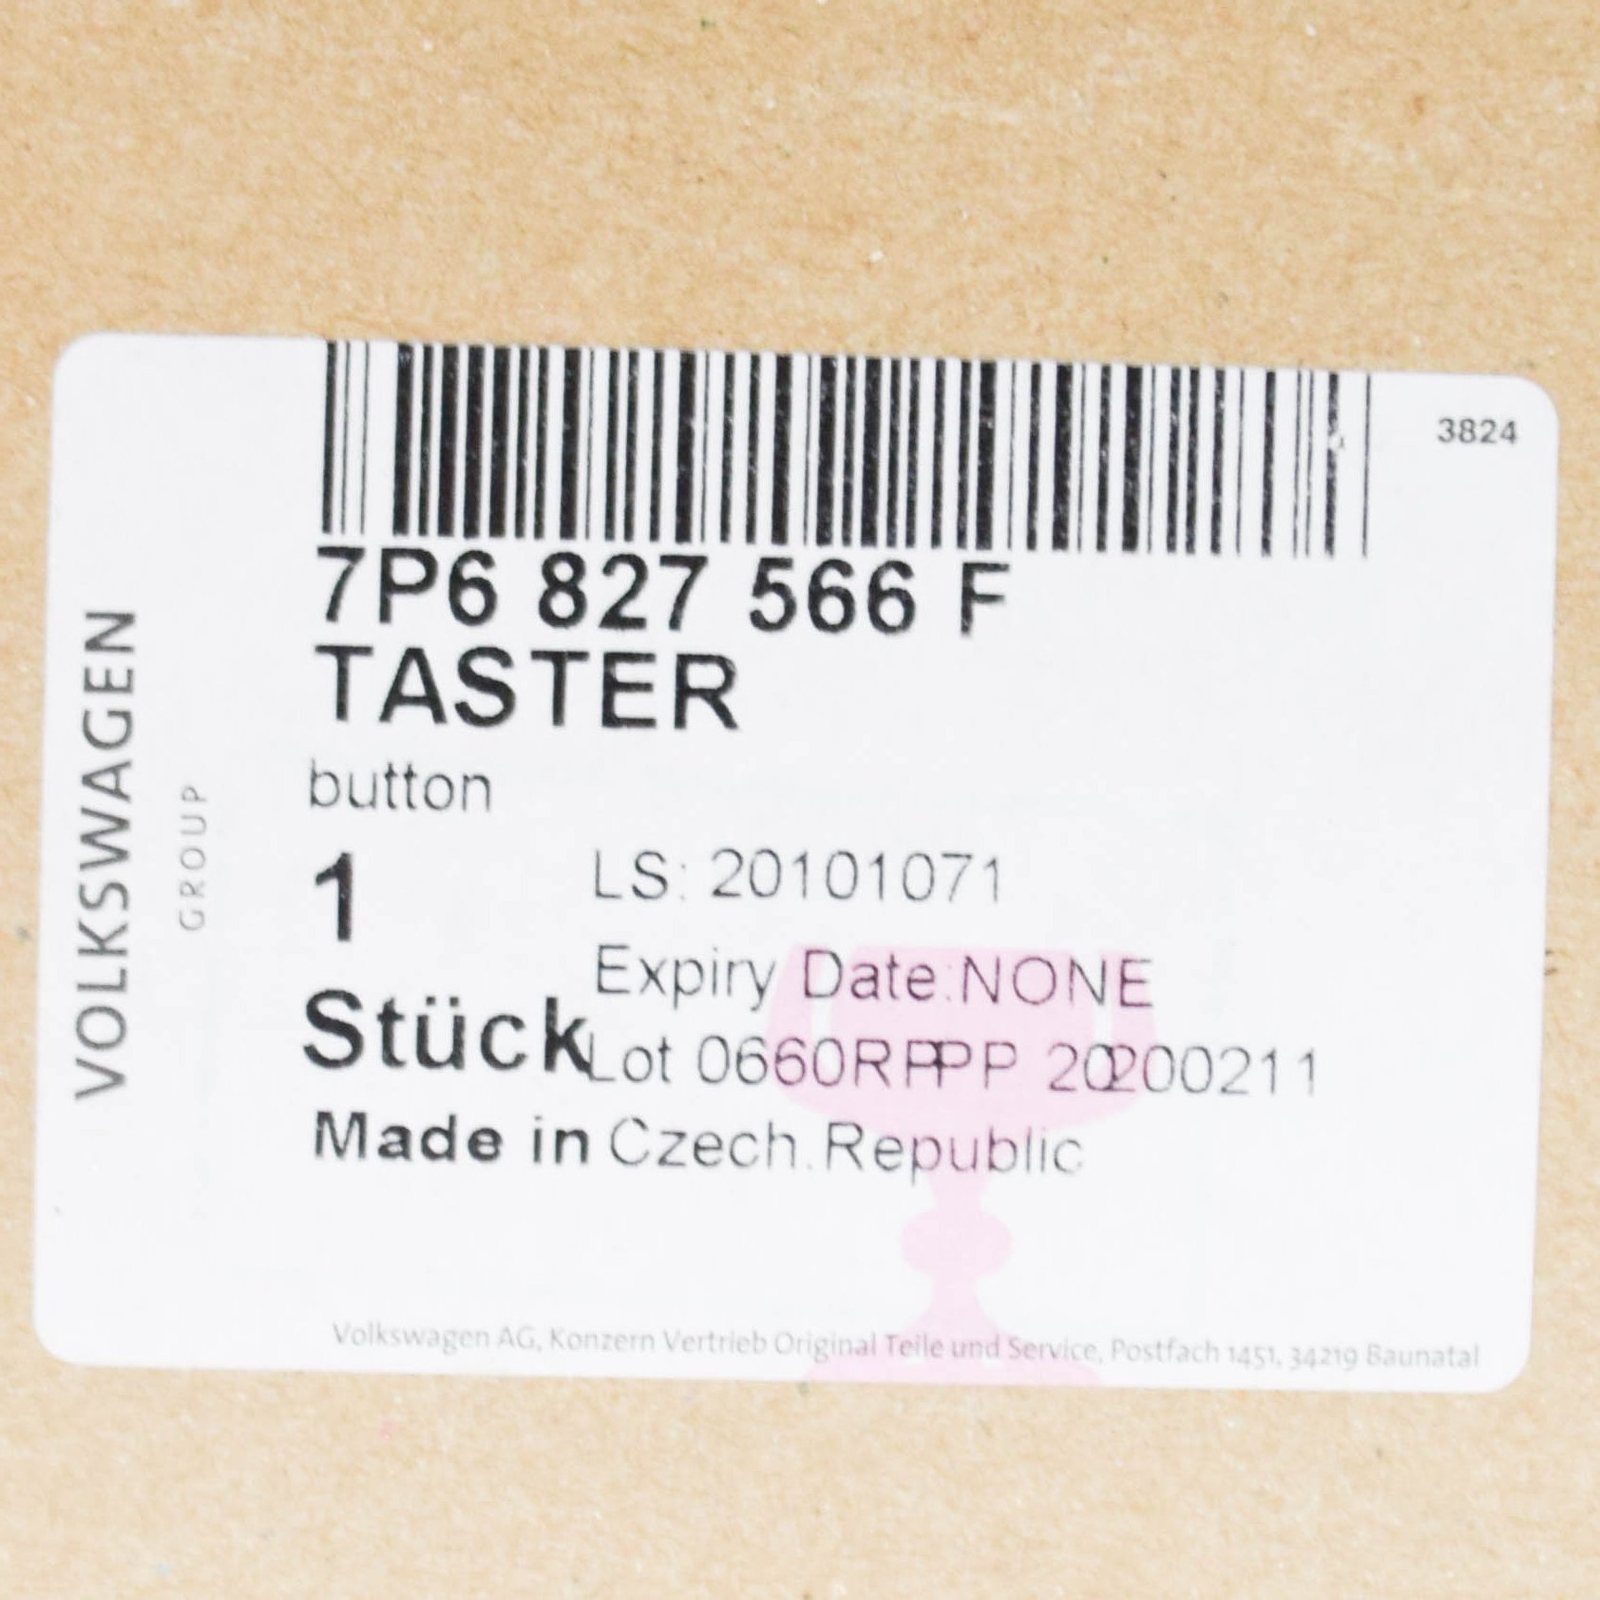 3824
7P6 827 566 F
TASTER
button
1
LS: 20101071
Expiry Date:NONE
Stück
Lot 0660RPPP 20200211
Made in Czech.Republic
VOLKSWAGEN
GROUP
Volkswagen AG, Konzern Vertrieb Original Teile und Service, Postfach 1451, 34219 Baunatal